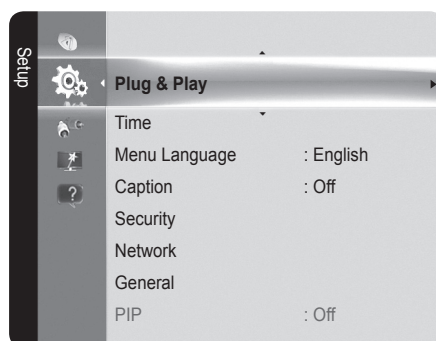 Setup
Plug & Play
Time
Menu Language : English
Caption : Off
Security
Network
General
PIP : Off